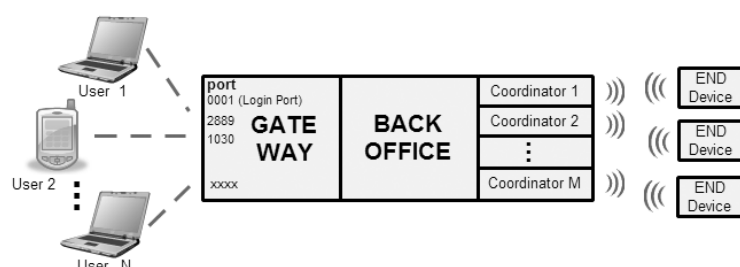 User 1
User 2
User N
port
0001 (Login Port)
2889
1030
xxxx
GATE
WAY
BACK
OFFICE
Coordinator 1
Coordinator 2
Coordinator M
END
Device
END
Device
END
Device